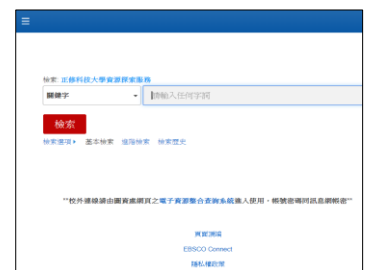 檢索: 正修科技大學資源探索服務
關鍵字
請輸入任何字詞
檢索
檢索選項 基本檢索 進階檢索 檢索歷史
**校外連線請由圖資處網頁之電子資源整合查詢系統進入使用，帳號密碼同訊息網帳密**
頁首頂端
EBSCO Connect
隱私權政策